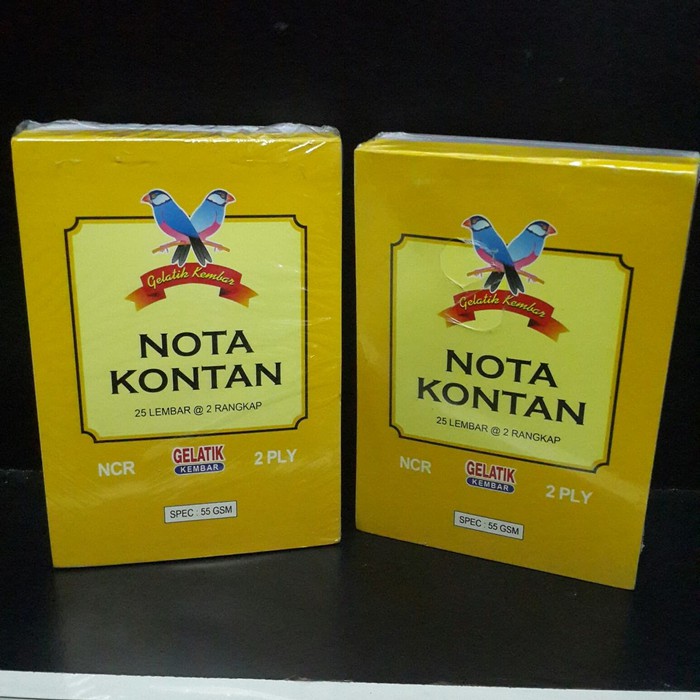 Gelatik Kembar
NOTA
KONTAN
25 LEMBAR @ 2 RANGKAP
NCR
GELATIK
KEMBAR
2 PLY
SPEC : 55 GSM
Gelatik Kembar
NOTA
KONTAN
25 LEMBAR @ 2 RANGKAP
NCR
GELATIK
KEMBAR
2 PLY
SPEC : 55 GSM